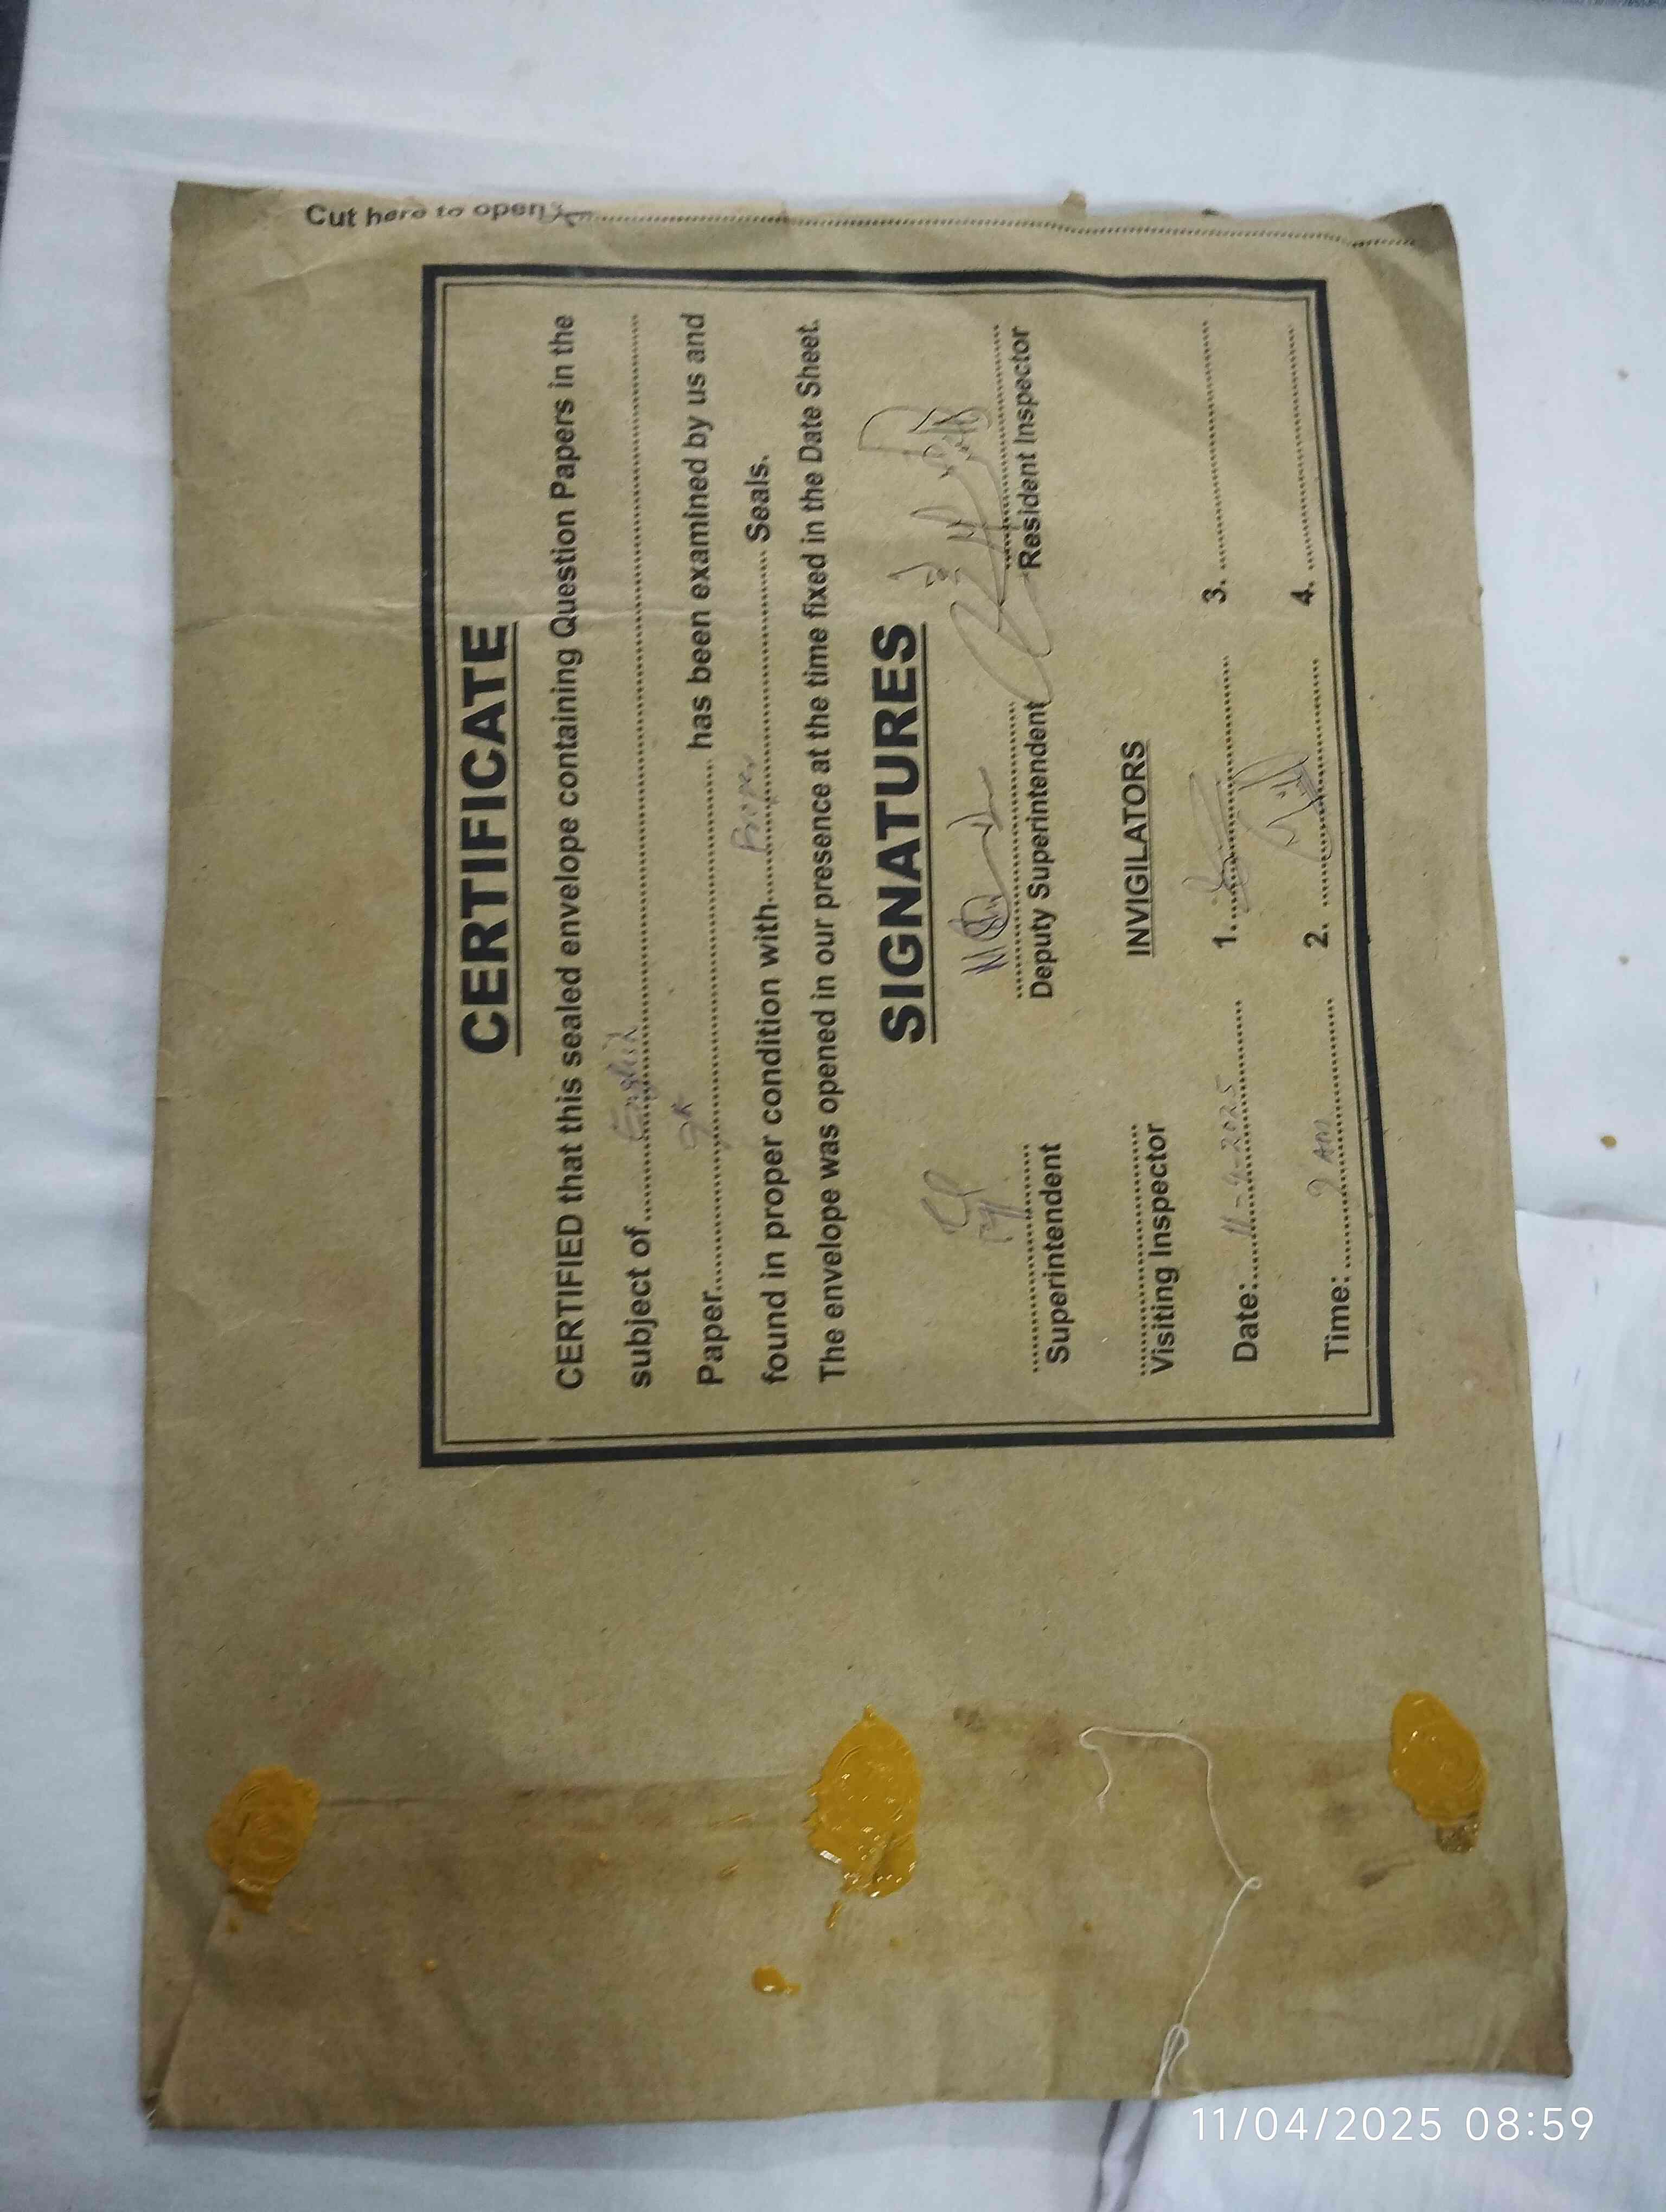 Cut here to open
CERTIFICATE
CERTIFIED that this sealed envelope containing Question Papers in the
subject of English
Paper has been examined by us and
found in proper condition with Proper Seals.
The envelope was opened in our presence at the time fixed in the Date Sheet.
SIGNATURES
Superintendent Deputy Superintendent Resident Inspector
INVIGILATORS
Visiting Inspector
Date: 11-4-2025 1. 3.
Time: 9 AM 2. 4.
11/04/2025 08:59